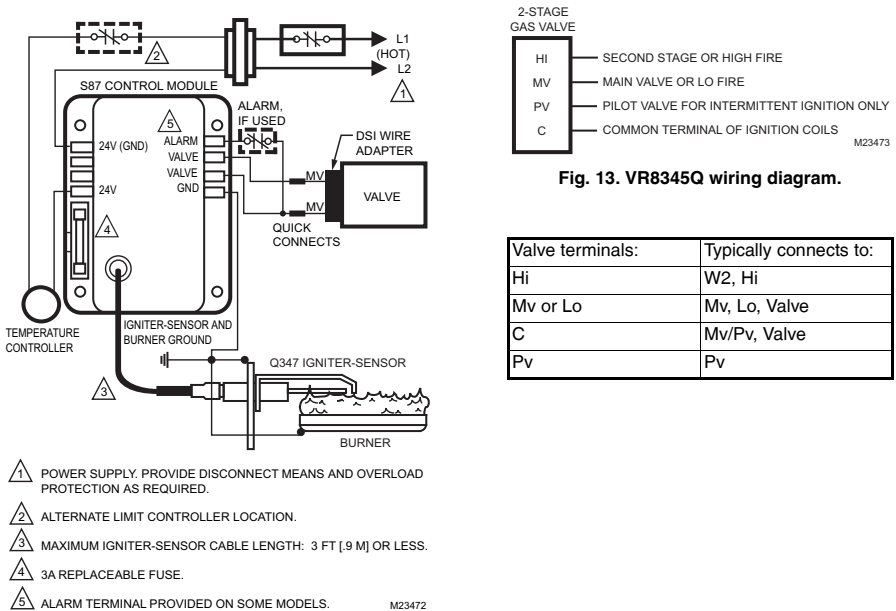 2
L1
(HOT)
L2
1
S87 CONTROL MODULE
ALARM,
IF USED
5
24V (GND)
ALARM
VALVE
VALVE
GND
24V
4
DSI WIRE
ADAPTER
MV
MV
VALVE
QUICK
CONNECTS
TEMPERATURE
CONTROLLER
IGNITER-SENSOR AND
BURNER GROUND
Q347 IGNITER-SENSOR
3
BURNER
1 POWER SUPPLY. PROVIDE DISCONNECT MEANS AND OVERLOAD
PROTECTION AS REQUIRED.
2 ALTERNATE LIMIT CONTROLLER LOCATION.
3 MAXIMUM IGNITER-SENSOR CABLE LENGTH: 3 FT [.9 M] OR LESS.
4 3A REPLACEABLE FUSE.
5 ALARM TERMINAL PROVIDED ON SOME MODELS. M23472
2-STAGE
GAS VALVE
HI SECOND STAGE OR HIGH FIRE
MV MAIN VALVE OR LO FIRE
PV PILOT VALVE FOR INTERMITTENT IGNITION ONLY
C COMMON TERMINAL OF IGNITION COILS
M23473
Fig. 13. VR8345Q wiring diagram.
Valve terminals: Typically connects to:
Hi W2, Hi
Mv or Lo Mv, Lo, Valve
C Mv/Pv, Valve
Pv Pv